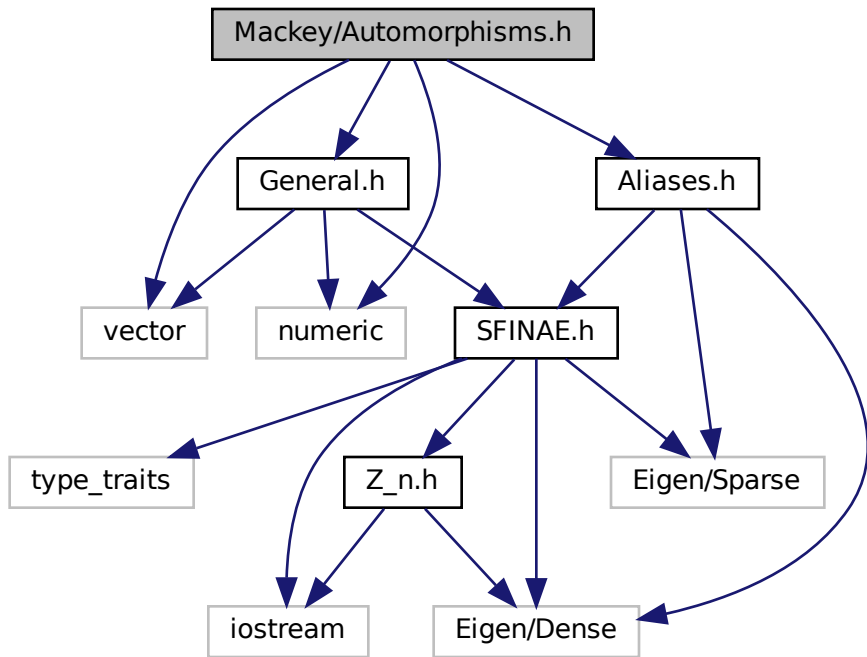 Mackey/Automorphisms.h
General.h
Aliases.h
vector
numeric
SFINAE.h
type_traits
Z_n.h
Eigen/Sparse
iostream
Eigen/Dense